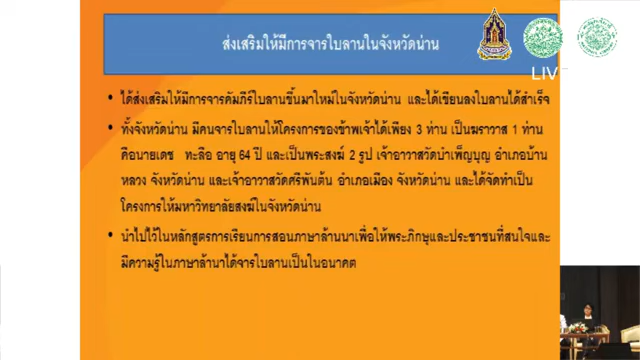 ส่งเสริมให้มีการจารใบลานในจังหวัดน่าน
LIV
• ได้ส่งเสริมให้มีการจารคัมภีร์ใบลานขึ้นมาใหม่ในจังหวัดน่าน และได้เขียนลงใบลานได้สำเร็จ
• ทั้งจังหวัดน่าน มีคนจารใบลานให้โครงการของข้าพเจ้าได้เพียง 3 ท่าน เป็นฆราวาส 1 ท่าน
คือนายเดช ทะลือ อายุ 64 ปี และเป็นพระสงฆ์ 2 รูป เจ้าอาวาสวัดบำเพ็ญบุญ อำเภอบ้าน
หลวง จังหวัดน่าน และเจ้าอาวาสวัดศรีพันต้น อำเภอเมือง จังหวัดน่าน และได้จัดทำเป็น
โครงการให้มหาวิทยาลัยสงฆ์ในจังหวัดน่าน
• นำไปไว้ในหลักสูตรการเรียนการสอนภาษาล้านนาเพื่อให้พระภิกษุและประชาชนที่สนใจและ
มีความรู้ในภาษาล้านาได้จารใบลานเป็นในอนาคต